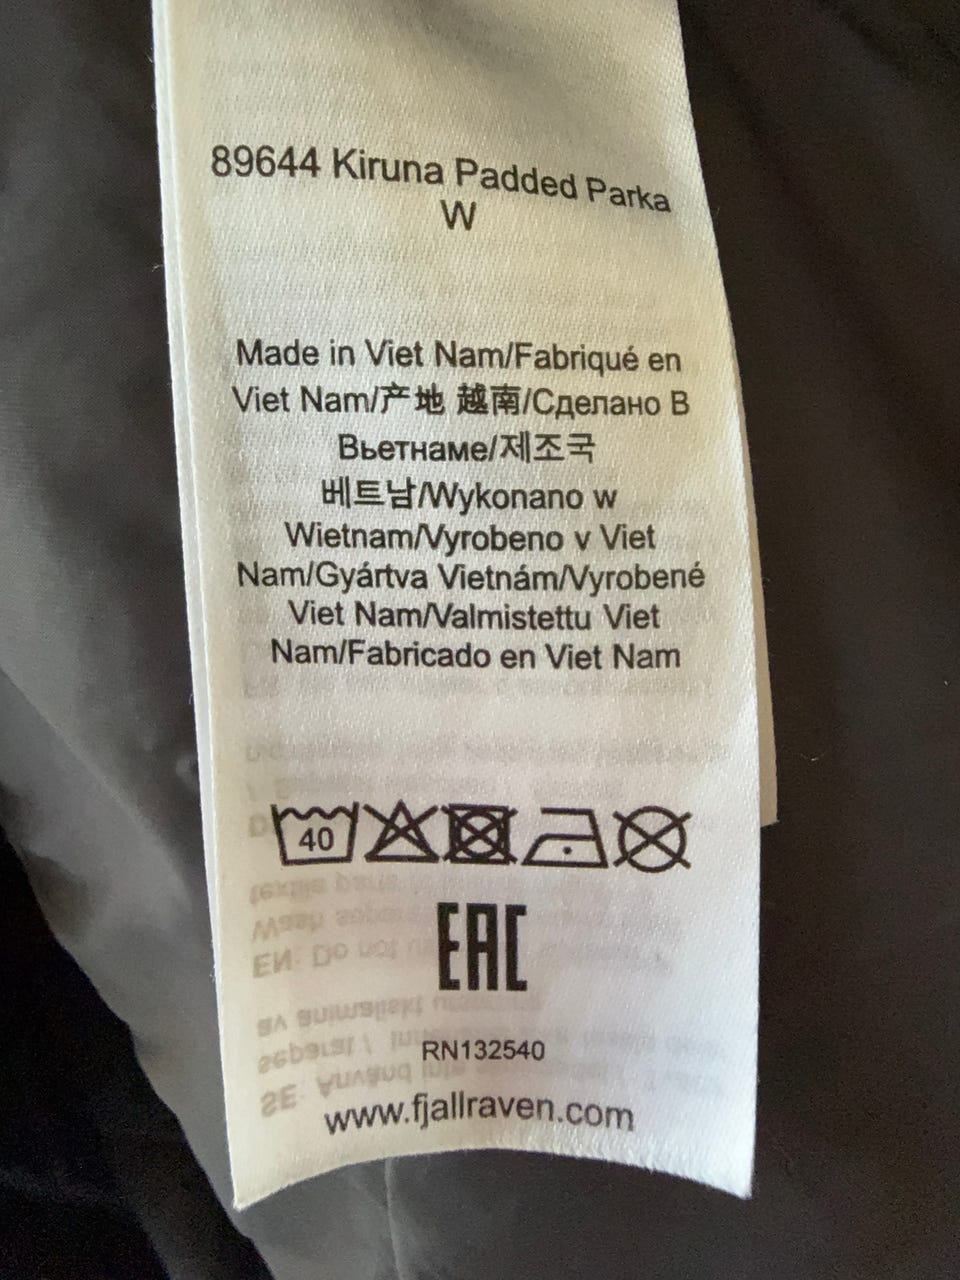 89644 Kiruna Padded Parka
W
Made in Viet Nam/Fabriqué en
Viet Nam/产地 越南/Сделано В
Вьетнаме/제조국
베트남/Wykonano w
Wietnam/Vyrobeno v Viet
Nam/Gyártva Vietnám/Vyrobené
Viet Nam/Valmistettu Viet
Nam/Fabricado en Viet Nam
40
EAC
RN132540
www.fjallraven.com